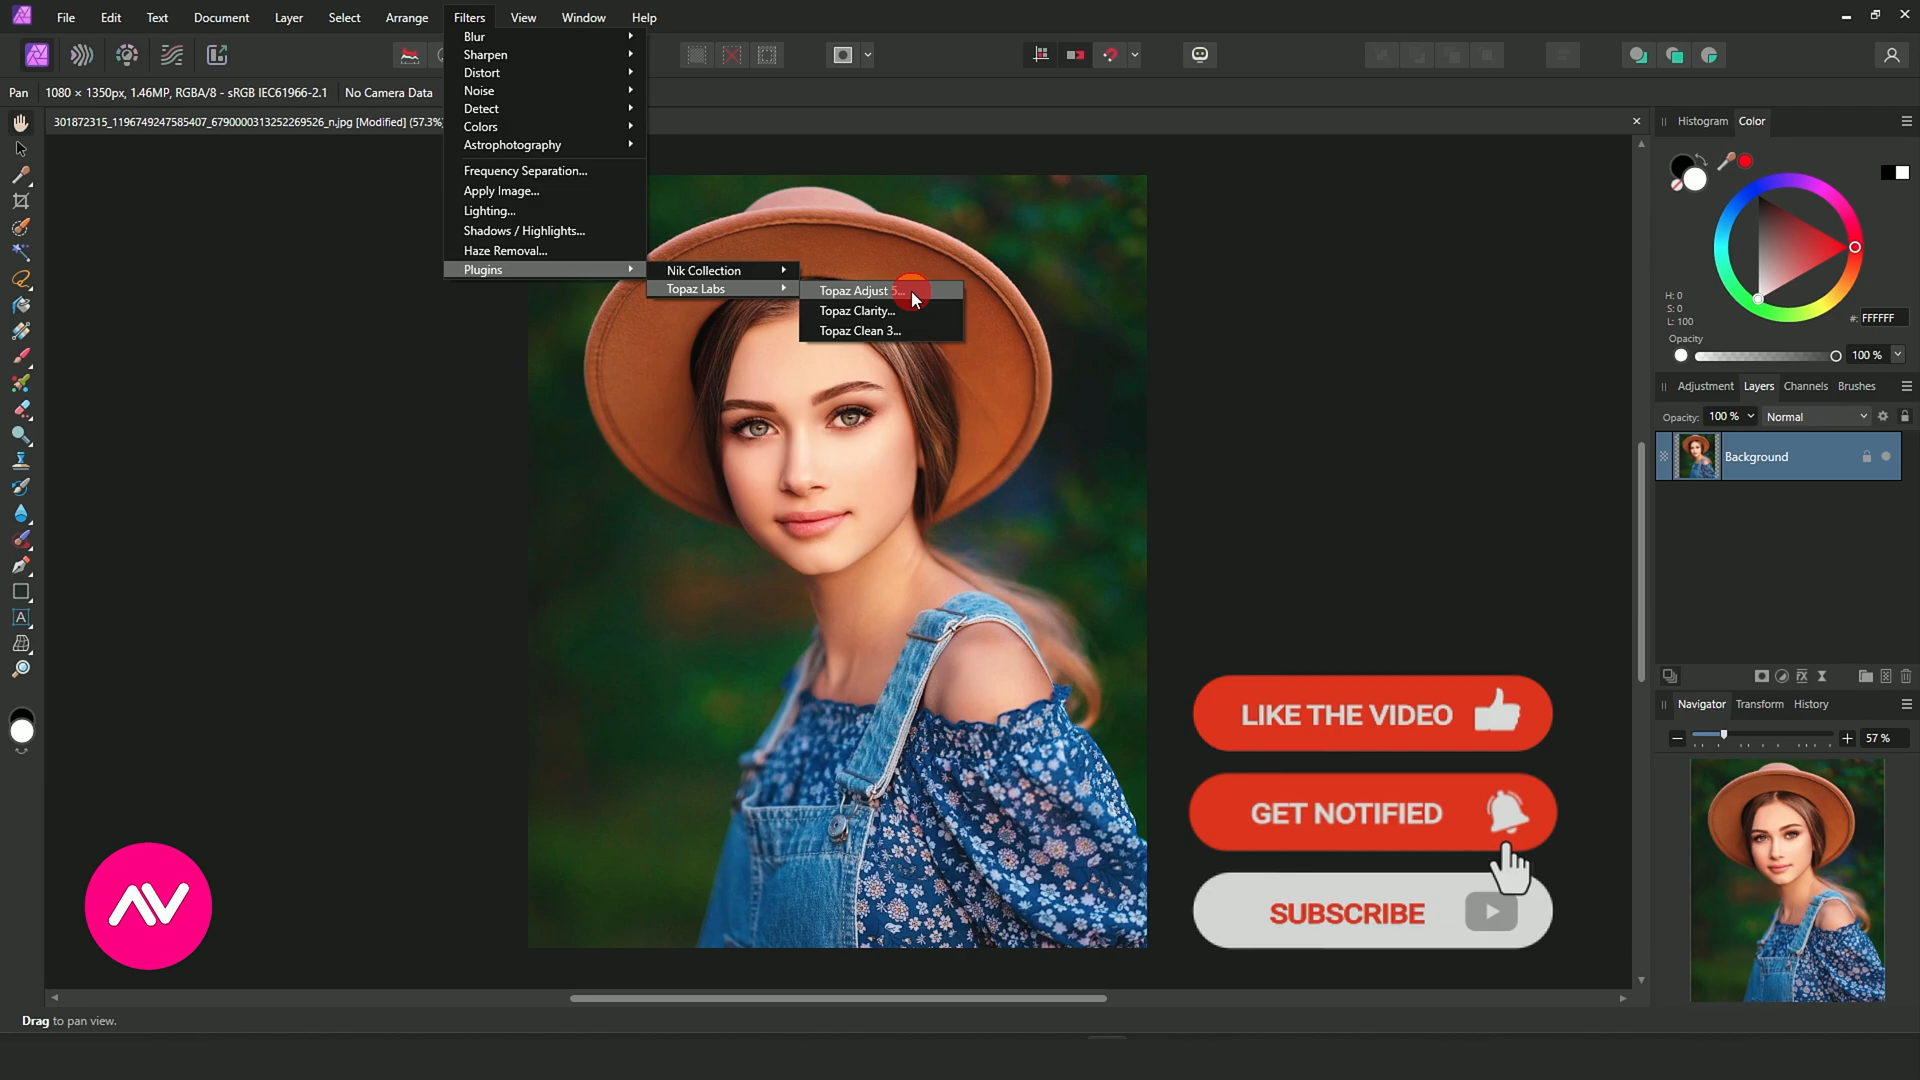 File Edit Text Document Layer Select Arrange Filters View Window Help
Pan 1080 × 1350px, 1.46MP, RGBA/8 - sRGB IEC61966-2.1 No Camera Data
301872315_1196749247585407_6790000313252269526_n.jpg [Modified] (57.3%)
Blur
Sharpen
Distort
Noise
Detect
Colors
Astrophotography
Frequency Separation...
Apply Image...
Lighting...
Shadows / Highlights...
Haze Removal...
Plugins
Nik Collection
Topaz Labs
Topaz Adjust 5...
Topaz Clarity...
Topaz Clean 3...
Histogram Color
H: 0
S: 0
L: 100
#: FFFFFF
Opacity
100 %
Adjustment Layers Channels Brushes
Opacity: 100 % Normal
Background
Navigator Transform History
57 %
LIKE THE VIDEO
GET NOTIFIED
SUBSCRIBE
AV
Drag to pan view.